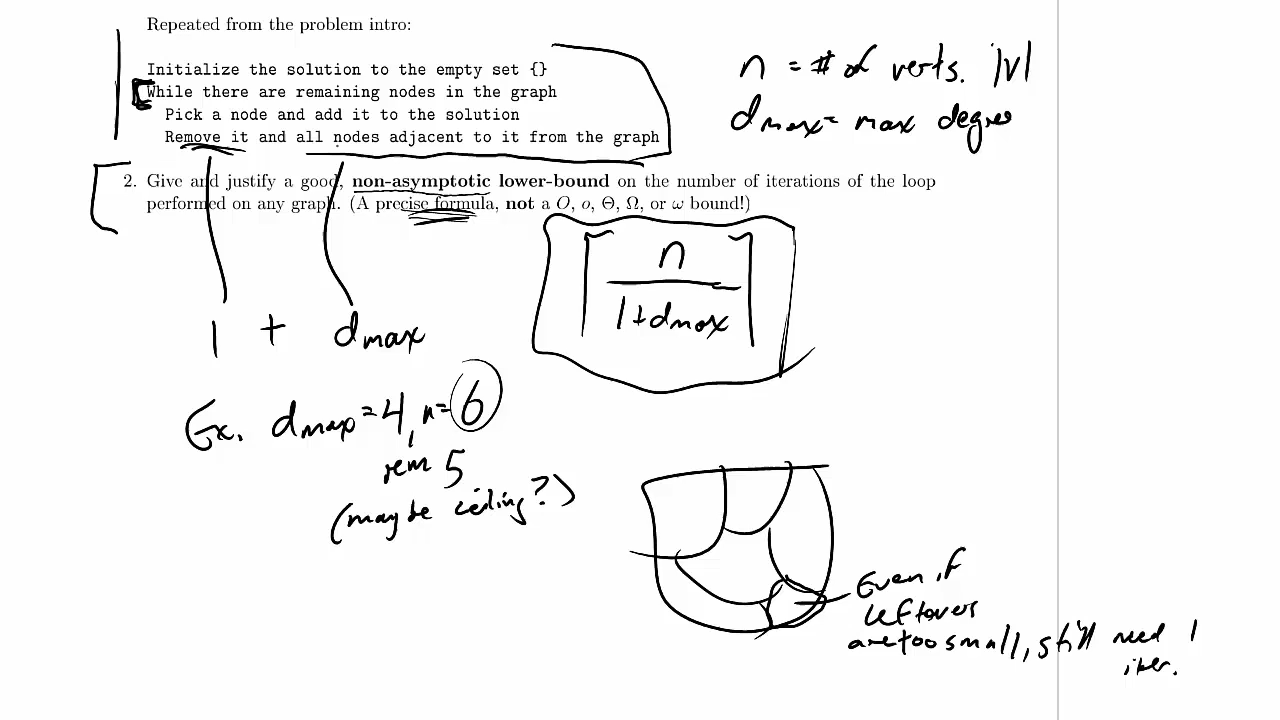 Repeated from the problem intro:
Initialize the solution to the empty set {}
While there are remaining nodes in the graph
Pick a node and add it to the solution
Remove it and all nodes adjacent to it from the graph
n = # of verts. |V|
dmax = max degree
2. Give and justify a good, non-asymptotic lower-bound on the number of iterations of the loop
performed on any graph. (A precise formula, not a O, o, Θ, Ω, or ω bound!)
⌈ n / 1+dmax ⌉
1 + dmax
Ex. dmax=4, n=6
rem 5
(maybe ceiling?)
Even if
leftovers
are too small, still need 1
iter.